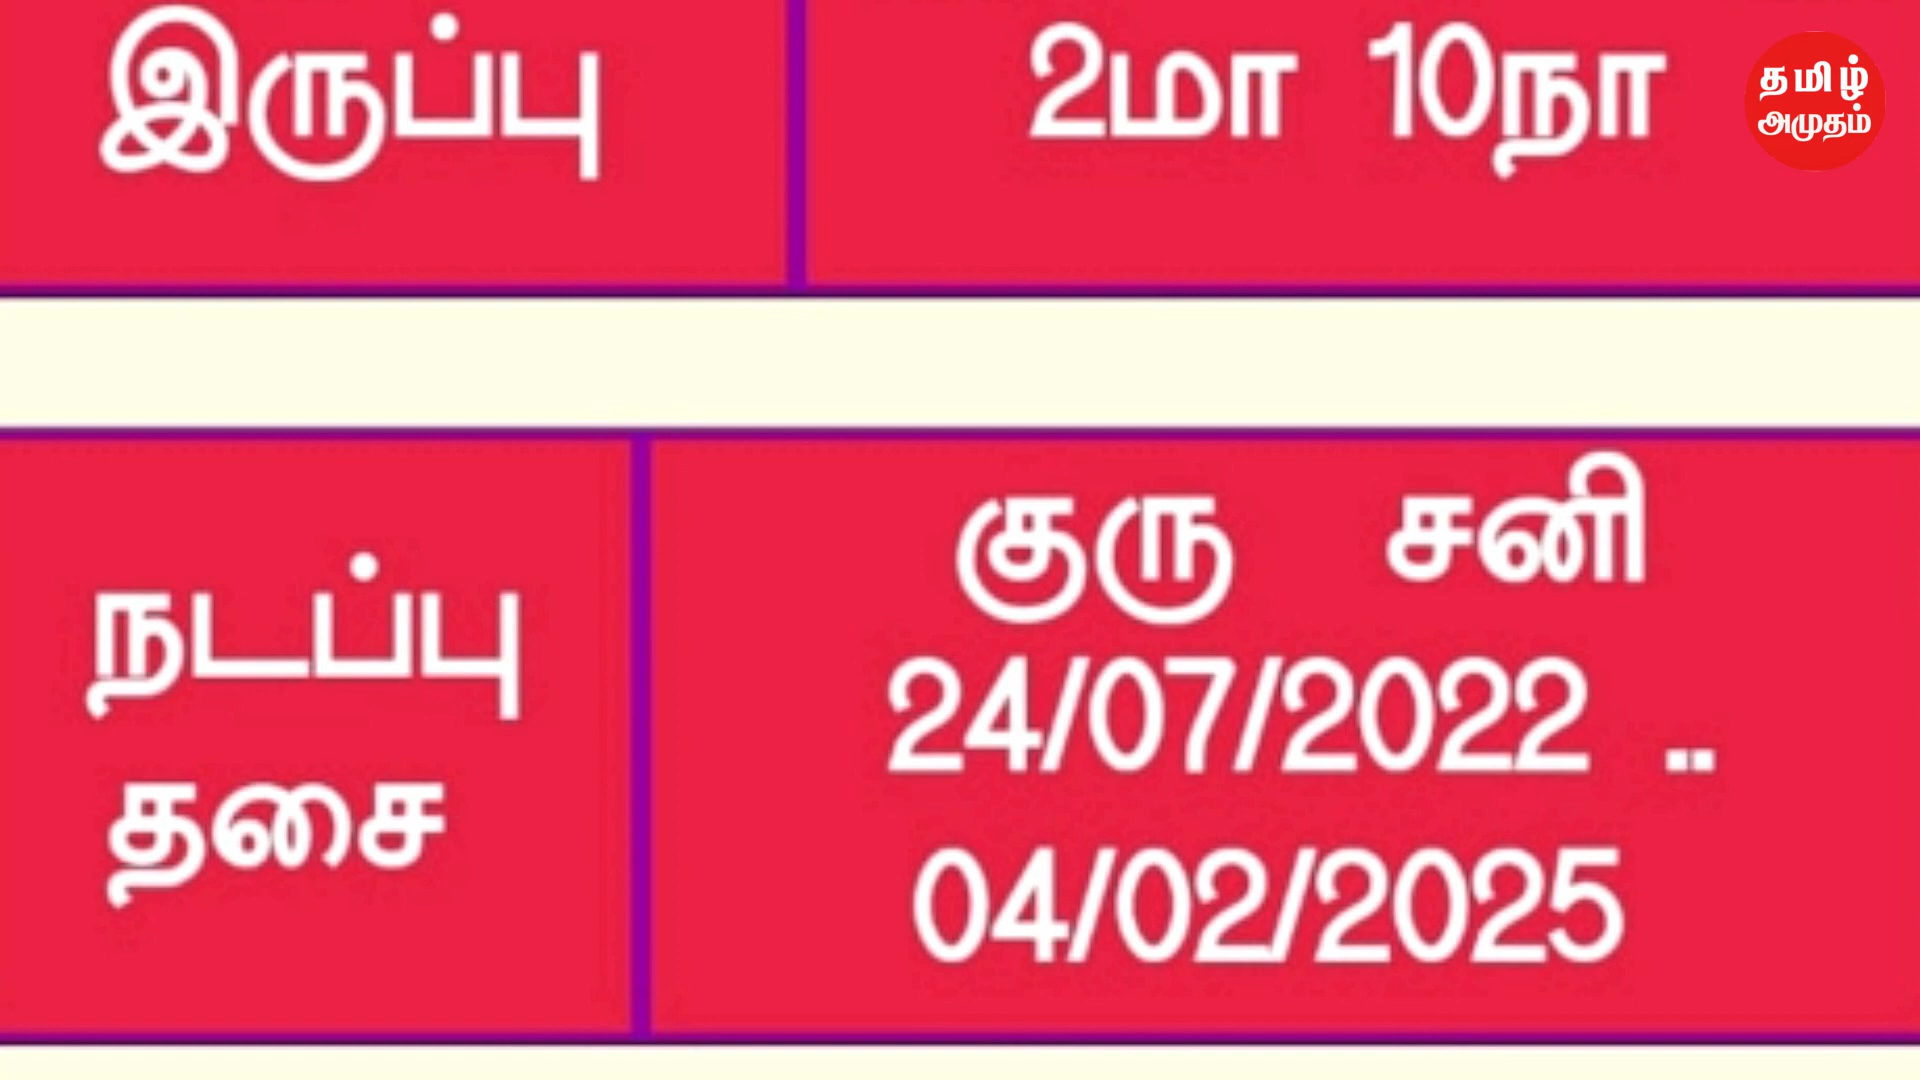 இருப்பு
2மா 10நா
தமிழ்
அமுதம்
நடப்பு
தசை
குரு சனி
24/07/2022 ..
04/02/2025